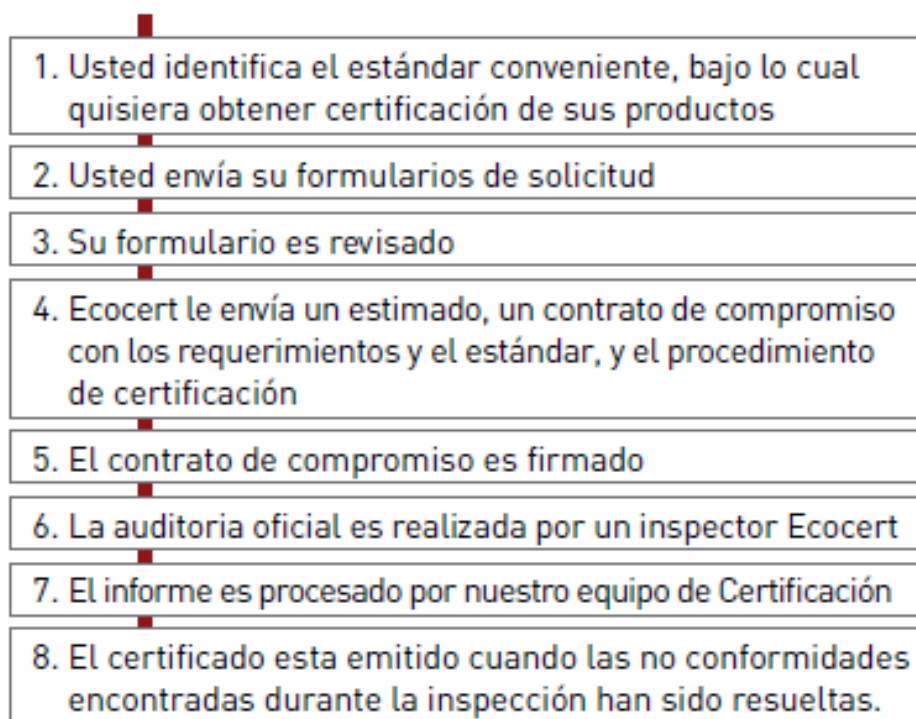 1. Usted identifica el estándar conveniente, bajo lo cual
quisiera obtener certificación de sus productos
2. Usted envía su formularios de solicitud
3. Su formulario es revisado
4. Ecocert le envía un estimado, un contrato de compromiso
con los requerimientos y el estándar, y el procedimiento
de certificación
5. El contrato de compromiso es firmado
6. La auditoria oficial es realizada por un inspector Ecocert
7. El informe es procesado por nuestro equipo de Certificación
8. El certificado esta emitido cuando las no conformidades
encontradas durante la inspección han sido resueltas.